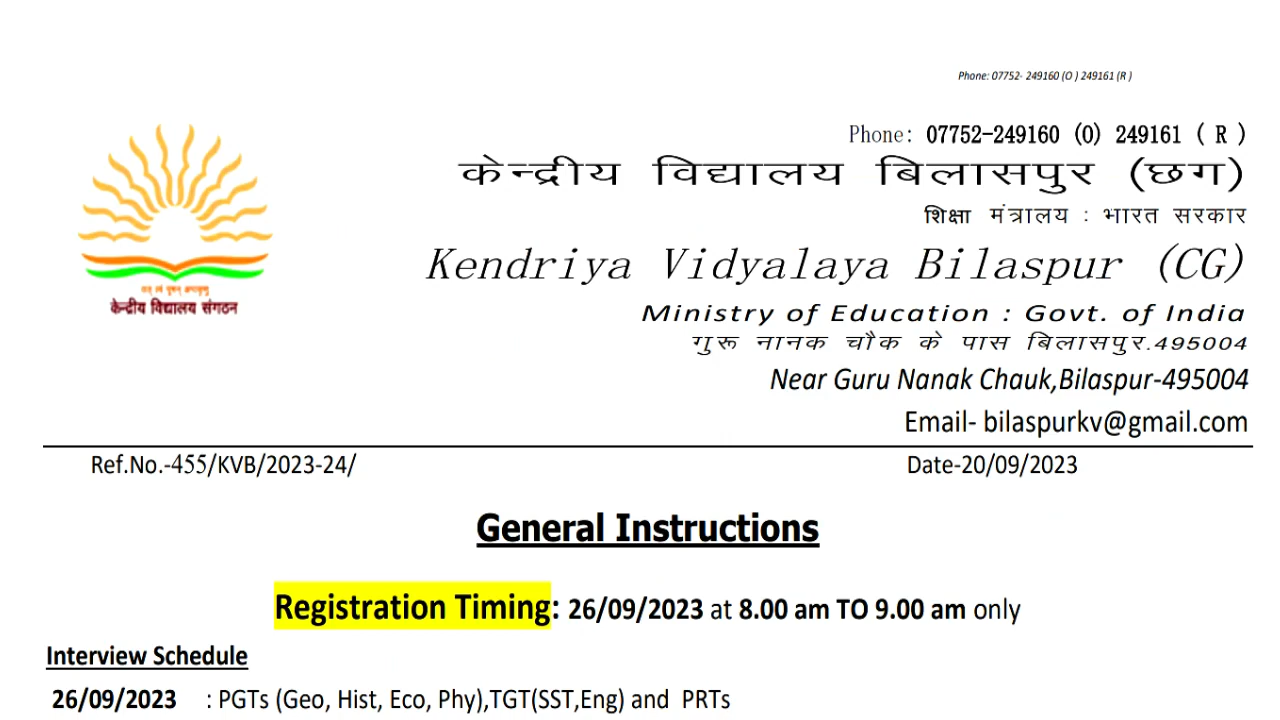 Phone: 07752- 249160 (O ) 249161 (R )
Phone: 07752-249160 (O) 249161 ( R )
केन्द्रीय विद्यालय बिलासपुर (छग)
शिक्षा मंत्रालय : भारत सरकार
Kendriya Vidyalaya Bilaspur (CG)
Ministry of Education : Govt. of India
गुरू नानक चौक के पास बिलासपुर.495004
Near Guru Nanak Chauk,Bilaspur-495004
Email- bilaspurkv@gmail.com
केन्द्रीय विद्यालय संगठन
Ref.No.-455/KVB/2023-24/ Date-20/09/2023
General Instructions
Registration Timing: 26/09/2023 at 8.00 am TO 9.00 am only
Interview Schedule
26/09/2023 : PGTs (Geo, Hist, Eco, Phy),TGT(SST,Eng) and PRTs